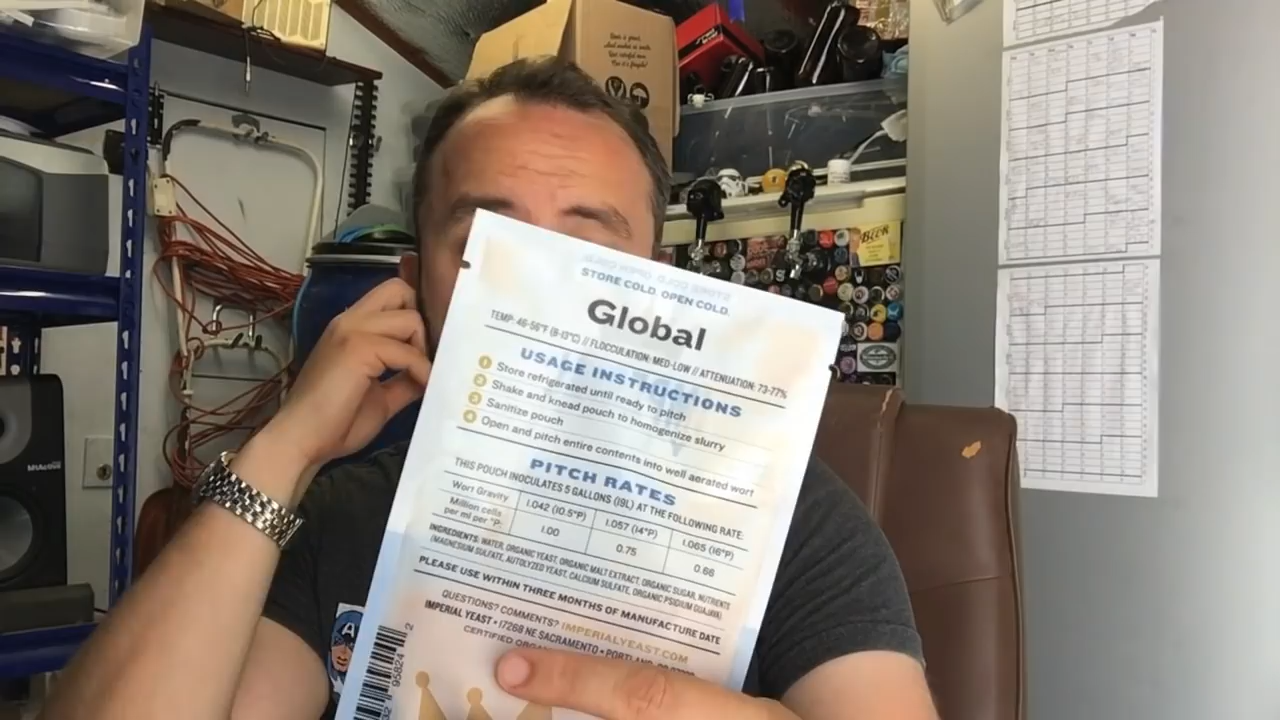 STORE COLD. OPEN COLD.
Global
TEMP: 46-56°F (8-13°C) // FLOCCULATION: MED-LOW // ATTENUATION: 73-77%
USAGE INSTRUCTIONS
1 Store refrigerated until ready to pitch
2 Shake and knead pouch to homogenize slurry
3 Sanitize pouch
4 Open and pitch entire contents into well aerated wort
PITCH RATES
THIS POUCH INOCULATES 5 GALLONS (19L) AT THE FOLLOWING RATE:
Wort Gravity 1.042 (10.5°P) 1.057 (14°P) 1.065 (16°P)
Million cells per ml per °P: 1.00 0.75 0.66
INGREDIENTS: WATER, ORGANIC YEAST, ORGANIC MALT EXTRACT, ORGANIC SUGAR, NUTRIENTS
(MAGNESIUM SULFATE, AUTOLYZED YEAST, CALCIUM SULFATE, ORGANIC PSIDIUM GUAJAVA)
PLEASE USE WITHIN THREE MONTHS OF MANUFACTURE DATE
QUESTIONS? COMMENTS? IMPERIALYEAST.COM
IMPERIAL YEAST • 17268 NE SACRAMENTO • PORTLAND,
CERTIFIED
95824 2
BEER
M-Active